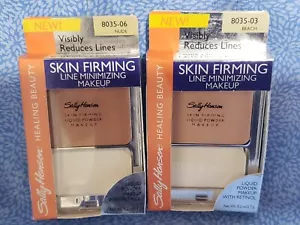 NEW!
8035-06
NUDE
Visibly
Reduces Lines
SKIN FIRMING
LINE MINIMIZING
MAKEUP
Sally Hansen
SKIN FIRMING
LIQUID POWDER
MAKEUP
Sally Hansen HEALING BEAUTY
NEW!
8035-03
BEACH
Visibly
Reduces Lines
SKIN FIRMING
LINE MINIMIZING
MAKEUP
Sally Hansen
SKIN FIRMING
LIQUID POWDER
MAKEUP
Sally Hansen HEALING BEAUTY
LIQUID
POWDER
MAKEUP
WITH RETINOL